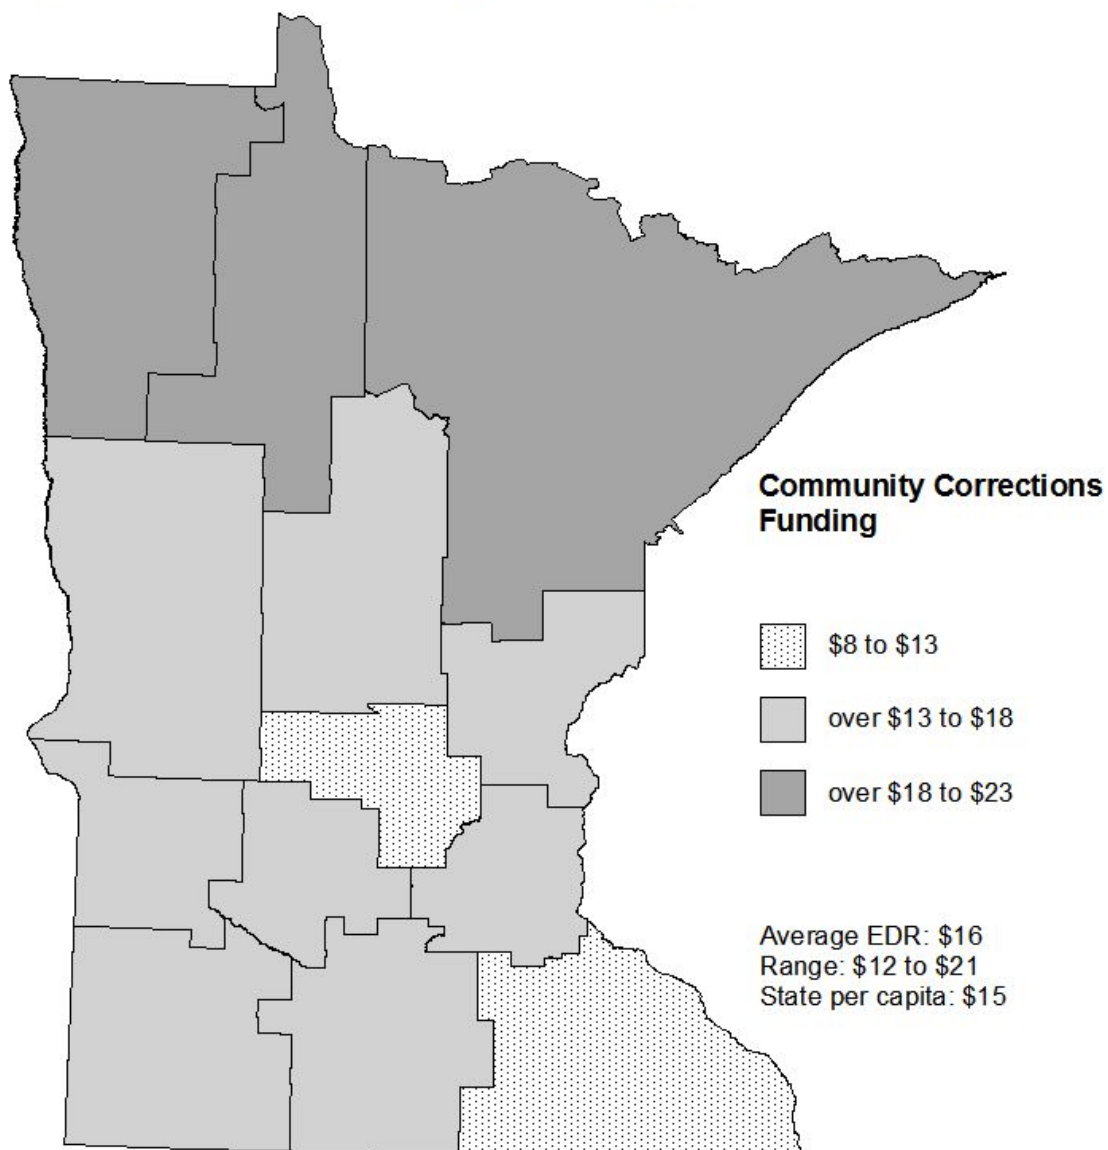 Community Corrections
Funding
$8 to $13
over $13 to $18
over $18 to $23
Average EDR: $16
Range: $12 to $21
State per capita: $15